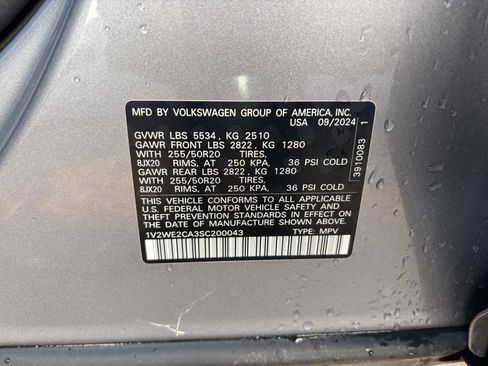 MFD BY VOLKSWAGEN GROUP OF AMERICA, INC.
USA 09/2024
GVWR LBS 5534, KG 2510
GAWR FRONT LBS 2822, KG 1280
WITH 255/50R20 TIRES,
8JX20 RIMS, AT 250 KPA, 36 PSI COLD
GAWR REAR LBS 2822, KG 1280
WITH 255/50R20 TIRES,
8JX20 RIMS, AT 250 KPA, 36 PSI COLD
THIS VEHICLE CONFORMS TO ALL APPLICABLE
U.S. FEDERAL MOTOR VEHICLE SAFETY AND
THEFT PREVENTION STANDARDS IN EFFECT ON
THE DATE OF MANUFACTURE SHOWN ABOVE.
1V2WE2CA3SC200043 TYPE: MPV
3910083 1